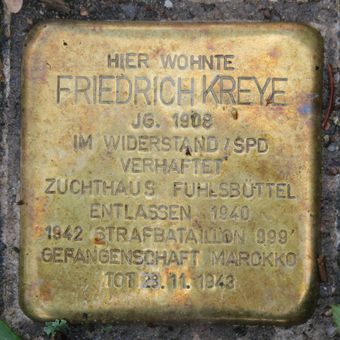 HIER WOHNTE
FRIEDRICH KREYE
JG. 1908
IM WIDERSTAND / SPD
VERHAFTET
ZUCHTHAUS FUHLSBÜTTEL
ENTLASSEN 1940
1942 'STRAFBATAILLON 999'
GEFANGENSCHAFT MAROKKO
TOT 23.11.1943